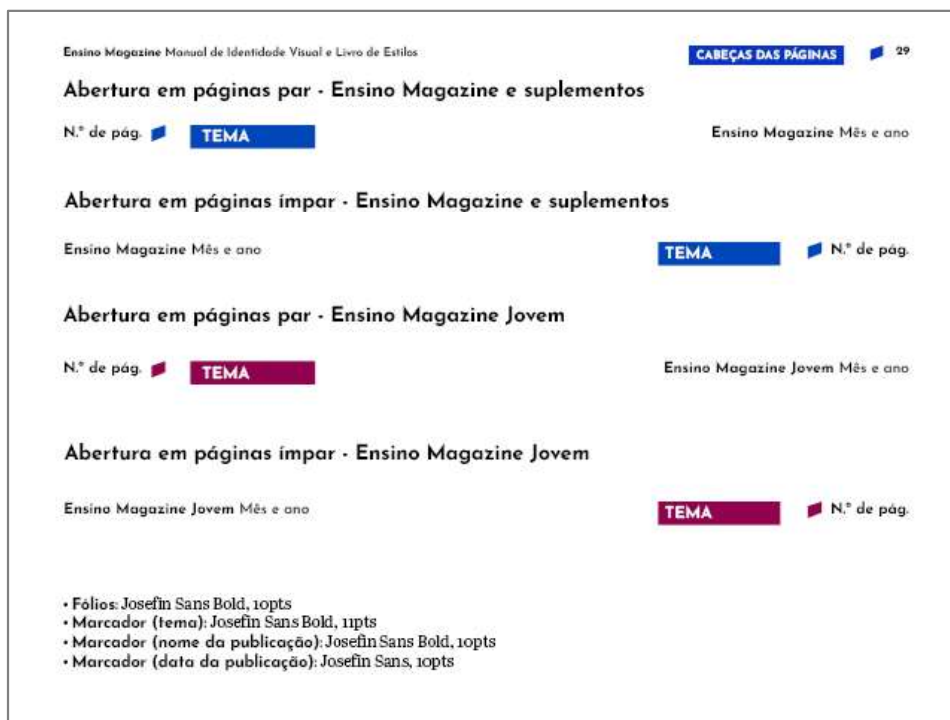 Ensino Magazine Manual de Identidade Visual e Livro de Estilos CABEÇAS DAS PÁGINAS 29
Abertura em páginas par - Ensino Magazine e suplementos
N.º de pág. TEMA Ensino Magazine Mês e ano
Abertura em páginas ímpar - Ensino Magazine e suplementos
Ensino Magazine Mês e ano TEMA N.º de pág.
Abertura em páginas par - Ensino Magazine Jovem
N.º de pág. TEMA Ensino Magazine Jovem Mês e ano
Abertura em páginas ímpar - Ensino Magazine Jovem
Ensino Magazine Jovem Mês e ano TEMA N.º de pág.
• Fólios: Josefin Sans Bold, 10pts
• Marcador (tema): Josefin Sans Bold, 11pts
• Marcador (nome da publicação): Josefin Sans Bold, 10pts
• Marcador (data da publicação): Josefin Sans, 10pts